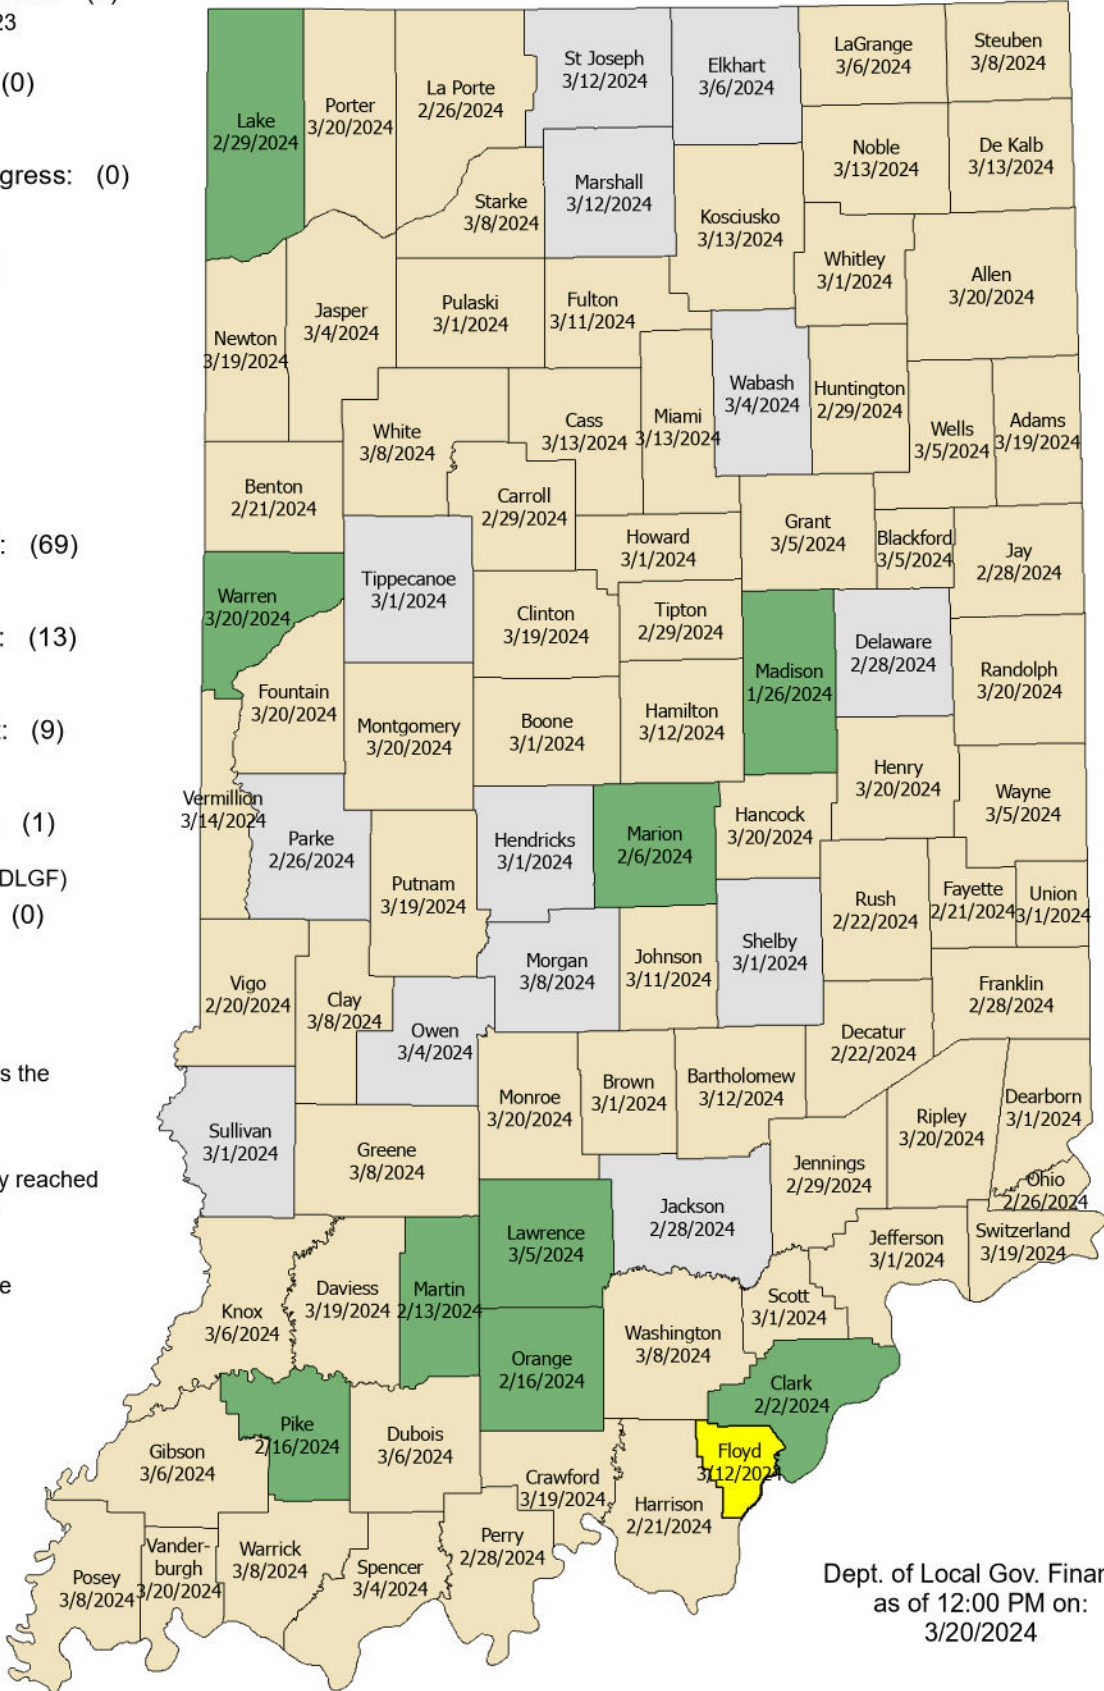 23
(0)
gress: (0)
: (69)
: (13)
t: (9)
(1)
DLGF)
(0)
s the
y reached
e
Lake
2/29/2024
Porter
3/20/2024
La Porte
2/26/2024
St Joseph
3/12/2024
Elkhart
3/6/2024
LaGrange
3/6/2024
Steuben
3/8/2024
Noble
3/13/2024
De Kalb
3/13/2024
Starke
3/8/2024
Marshall
3/12/2024
Kosciusko
3/13/2024
Whitley
3/1/2024
Allen
3/20/2024
Newton
3/19/2024
Jasper
3/4/2024
Pulaski
3/1/2024
Fulton
3/11/2024
Wabash
3/4/2024
Huntington
2/29/2024
Wells
3/5/2024
Adams
3/19/2024
White
3/8/2024
Cass
3/13/2024
Miami
3/13/2024
Benton
2/21/2024
Carroll
2/29/2024
Howard
3/1/2024
Grant
3/5/2024
Blackford
3/5/2024
Jay
2/28/2024
Warren
3/20/2024
Tippecanoe
3/1/2024
Clinton
3/19/2024
Tipton
2/29/2024
Madison
1/26/2024
Delaware
2/28/2024
Randolph
3/20/2024
Fountain
3/20/2024
Montgomery
3/20/2024
Boone
3/1/2024
Hamilton
3/12/2024
Henry
3/20/2024
Wayne
3/5/2024
Vermillion
3/14/2024
Parke
2/26/2024
Putnam
3/19/2024
Hendricks
3/1/2024
Marion
2/6/2024
Hancock
3/20/2024
Rush
2/22/2024
Fayette
2/21/2024
Union
3/1/2024
Vigo
2/20/2024
Clay
3/8/2024
Owen
3/4/2024
Morgan
3/8/2024
Johnson
3/11/2024
Shelby
3/1/2024
Franklin
2/28/2024
Decatur
2/22/2024
Sullivan
3/1/2024
Greene
3/8/2024
Monroe
3/20/2024
Brown
3/1/2024
Bartholomew
3/12/2024
Jennings
2/29/2024
Ripley
3/20/2024
Dearborn
3/1/2024
Ohio
2/26/2024
Lawrence
3/5/2024
Jackson
2/28/2024
Jefferson
3/1/2024
Switzerland
3/19/2024
Knox
3/6/2024
Daviess
3/19/2024
Martin
2/13/2024
Orange
2/16/2024
Washington
3/8/2024
Scott
3/1/2024
Clark
2/2/2024
Gibson
3/6/2024
Pike
2/16/2024
Dubois
3/6/2024
Crawford
3/19/2024
Harrison
2/21/2024
Floyd
3/12/2024
Posey
3/8/2024
Vander-
burgh
3/20/2024
Warrick
3/8/2024
Spencer
3/4/2024
Perry
2/28/2024
Dept. of Local Gov. Finan
as of 12:00 PM on:
3/20/2024